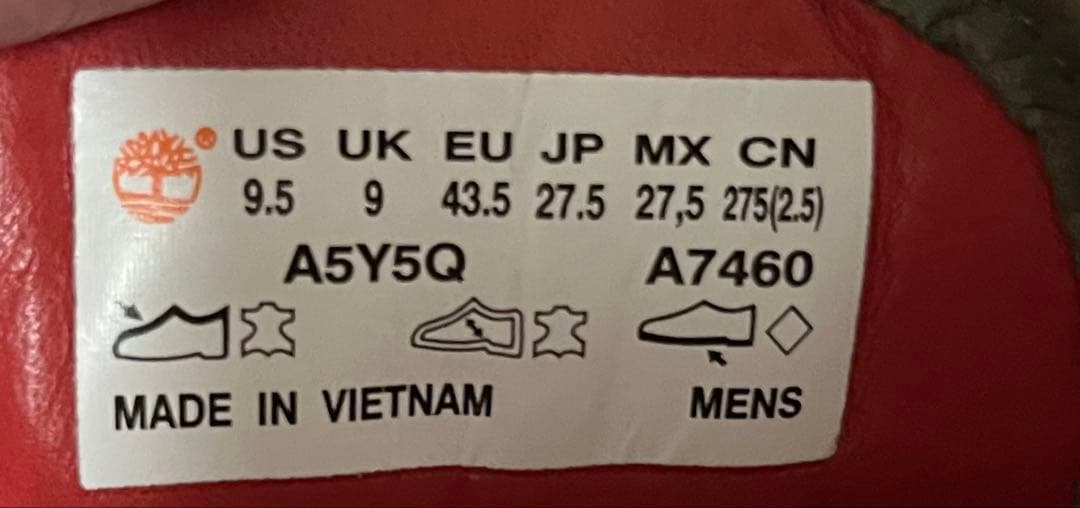 ® US UK EU JP MX CN
9.5 9 43.5 27.5 27,5 275(2.5)
A5Y5Q A7460
MADE IN VIETNAM MENS